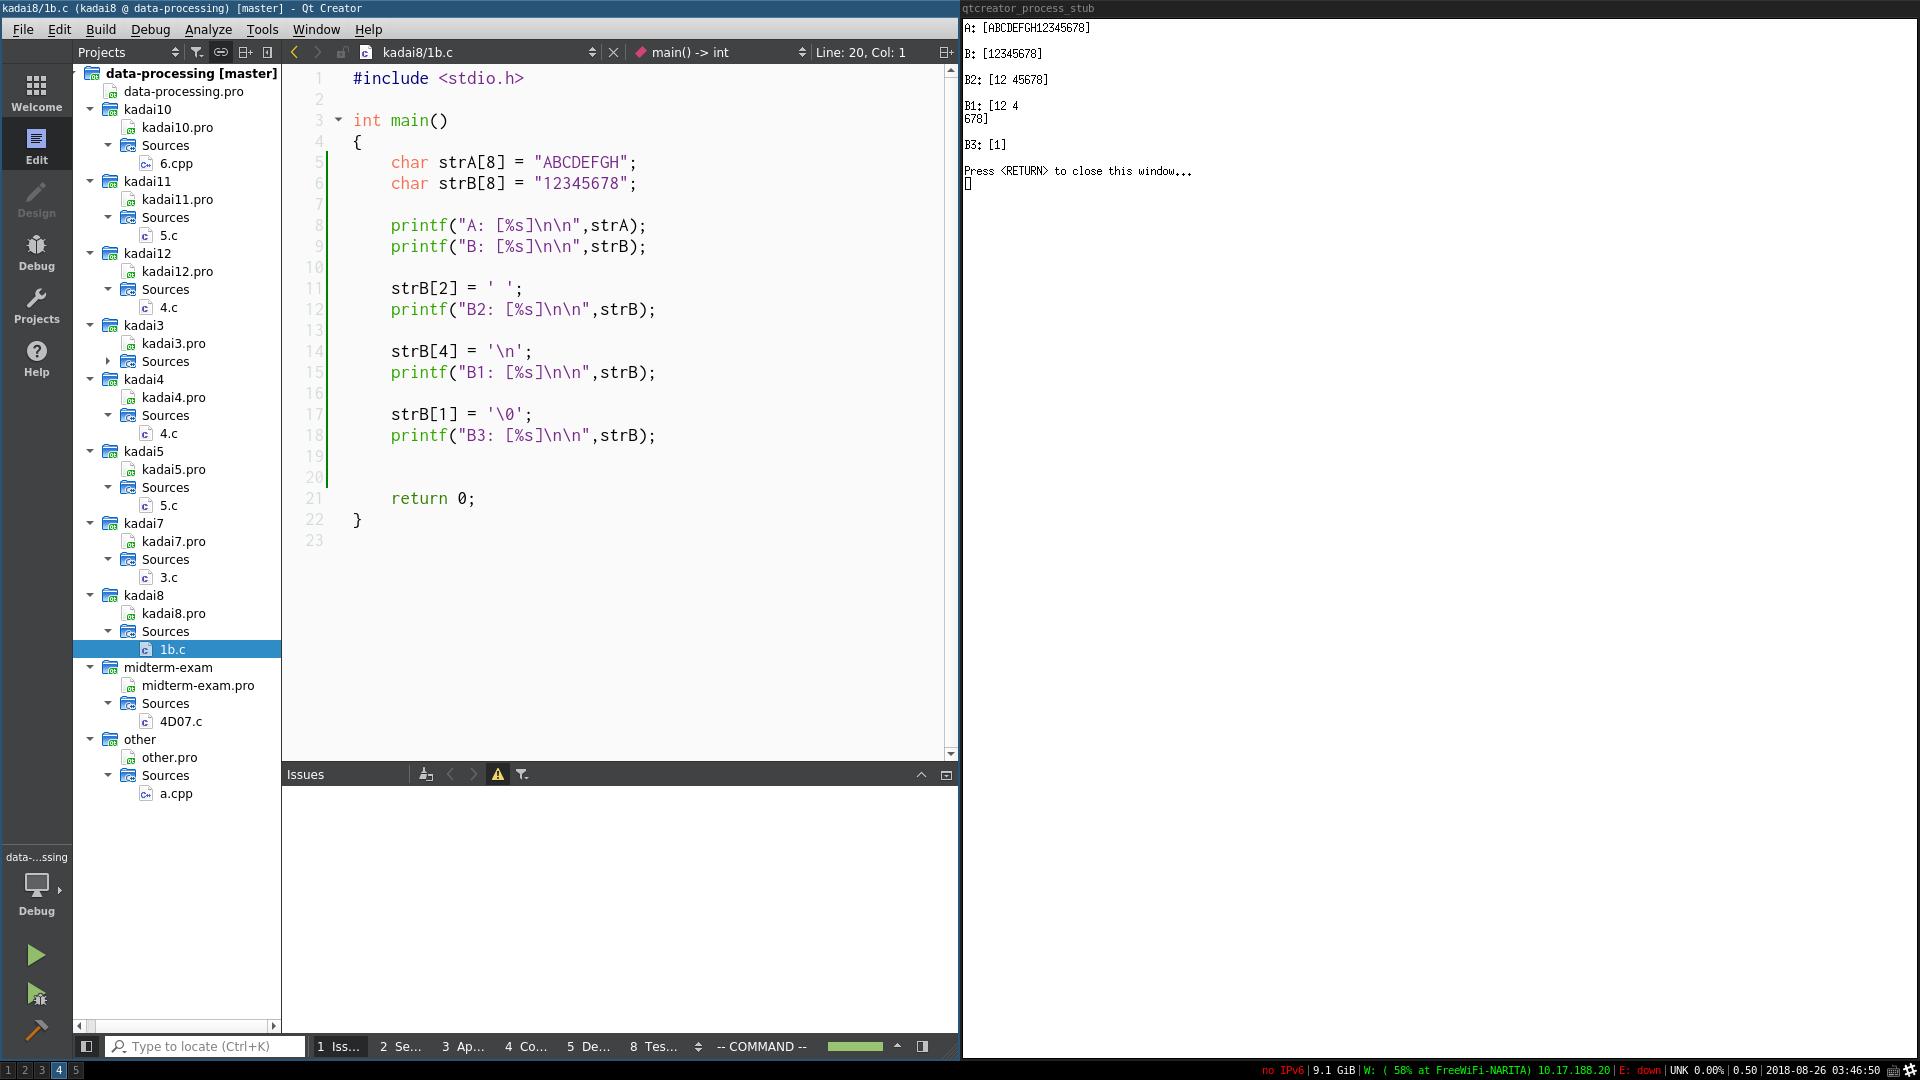 kadai8/1b.c (kadai8 @ data-processing) [master] - Qt Creator
File Edit Build Debug Analyze Tools Window Help
Projects
kadai8/1b.c
main() -> int
Line: 20, Col: 1
Welcome
Edit
Design
Debug
Projects
Help
data-...ssing
Debug
data-processing [master]
data-processing.pro
kadai10
kadai10.pro
Sources
6.cpp
kadai11
kadai11.pro
Sources
5.c
kadai12
kadai12.pro
Sources
4.c
kadai3
kadai3.pro
Sources
kadai4
kadai4.pro
Sources
4.c
kadai5
kadai5.pro
Sources
5.c
kadai7
kadai7.pro
Sources
3.c
kadai8
kadai8.pro
Sources
1b.c
midterm-exam
midterm-exam.pro
Sources
4D07.c
other
other.pro
Sources
a.cpp
1 #include <stdio.h>
2
3 int main()
4 {
5 char strA[8] = "ABCDEFGH";
6 char strB[8] = "12345678";
7
8 printf("A: [%s]\n\n",strA);
9 printf("B: [%s]\n\n",strB);
10
11 strB[2] = ' ';
12 printf("B2: [%s]\n\n",strB);
13
14 strB[4] = '\n';
15 printf("B1: [%s]\n\n",strB);
16
17 strB[1] = '\0';
18 printf("B3: [%s]\n\n",strB);
19
20
21 return 0;
22 }
23
Issues
Type to locate (Ctrl+K)
1 Iss... 2 Se... 3 Ap... 4 Co... 5 De... 8 Tes... -- COMMAND --
qtcreator_process_stub
A: [ABCDEFGH12345678]
B: [12345678]
B2: [12 45678]
B1: [12 4
678]
B3: [1]
Press <RETURN> to close this window...
1 2 3 4 5
no IPv6|9.1 GiB|W: ( 58% at FreeWiFi-NARITA) 10.17.188.20|E: down|UNK 0.00%|0.50|2018-08-26 03:46:50